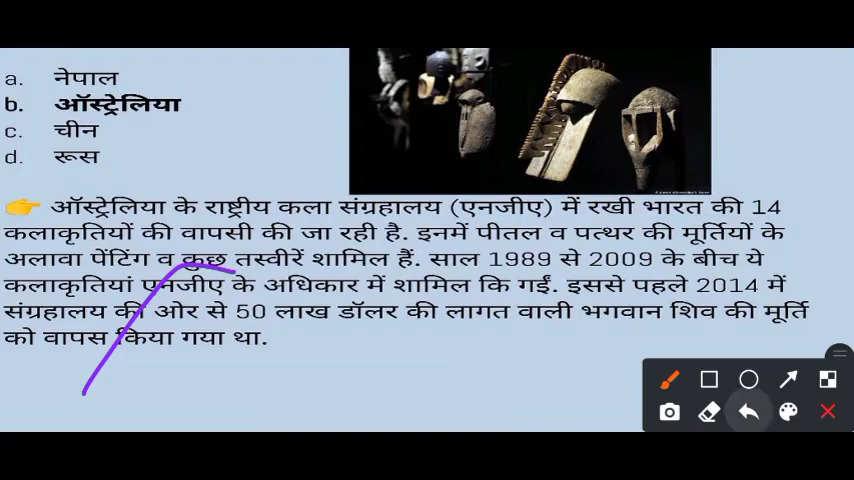 a. नेपाल
b. ऑस्ट्रेलिया
c. चीन
d. रूस
👉 ऑस्ट्रेलिया के राष्ट्रीय कला संग्रहालय (एनजीए) में रखी भारत की 14
कलाकृतियों की वापसी की जा रही है. इनमें पीतल व पत्थर की मूर्तियों के
अलावा पेंटिंग व कुछ तस्वीरें शामिल हैं. साल 1989 से 2009 के बीच ये
कलाकृतियां एनजीए के अधिकार में शामिल कि गईं. इससे पहले 2014 में
संग्रहालय की ओर से 50 लाख डॉलर की लागत वाली भगवान शिव की मूर्ति
को वापस किया गया था.